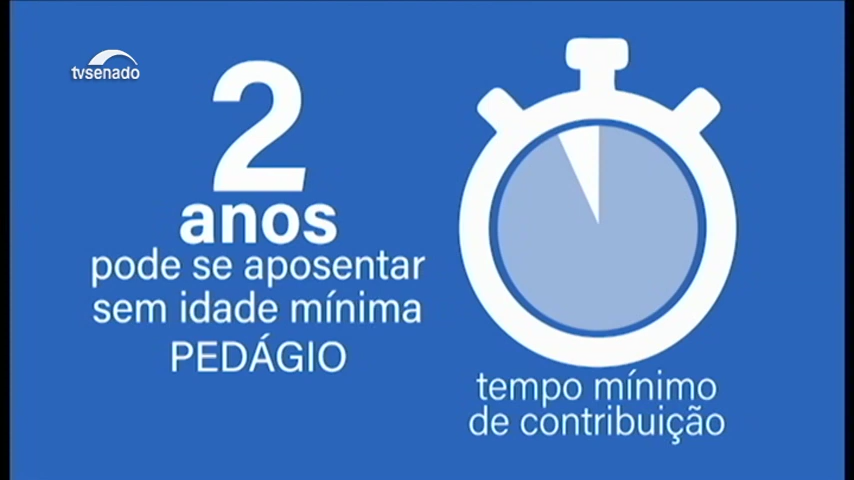 tvsenado
2
anos
pode se aposentar
sem idade mínima
PEDÁGIO
tempo mínimo
de contribuição